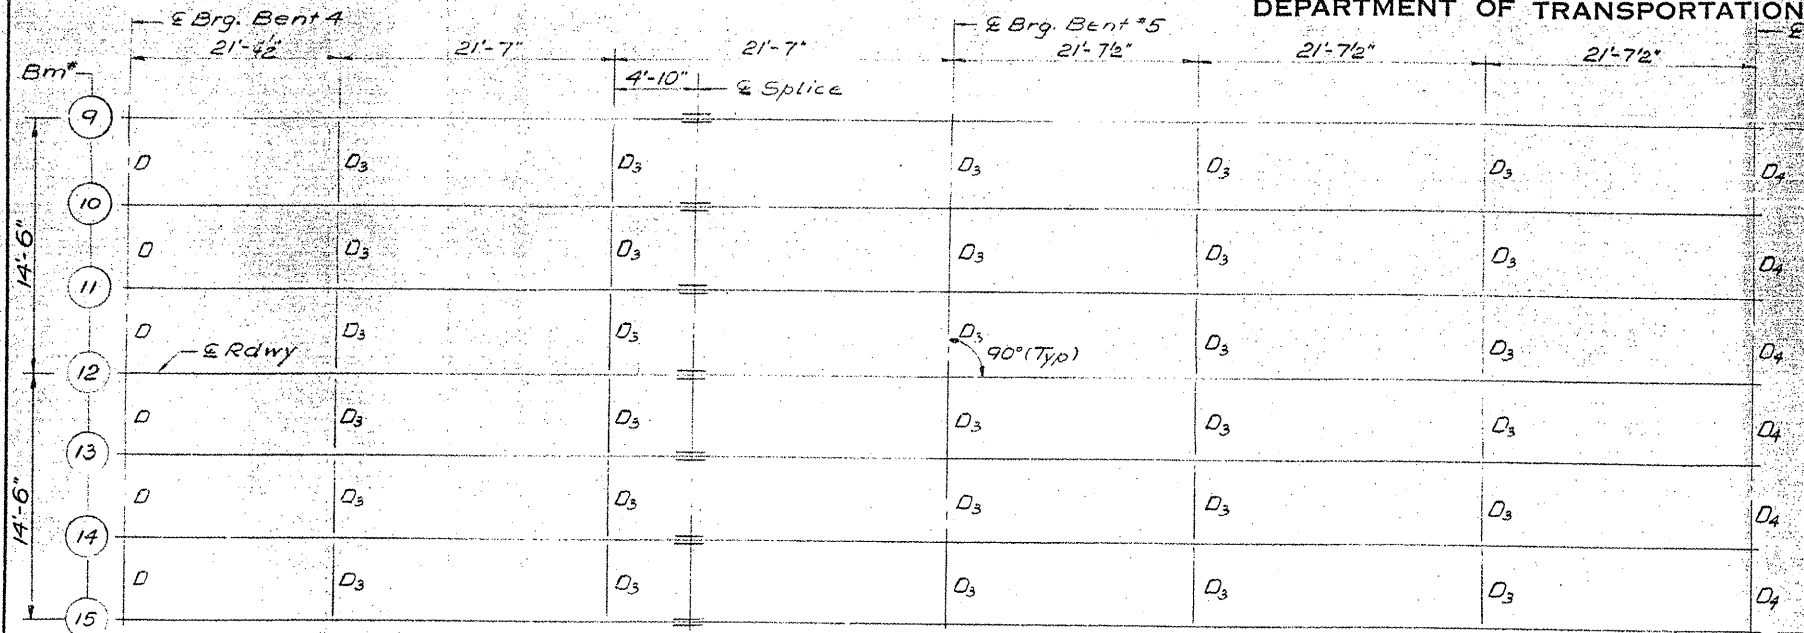 DEPARTMENT OF TRANSPORTATION
℄ Brg. Bent 4
℄ Brg. Bent #5
℄
21'-4½" 21'-7" 21'-7" 21'-7½" 21'-7½" 21'-7½"
Bm#
4'-10" ℄ Splice
9
D D₃ D₃ D₃ D₃ D₃ D₄
10
14'-6"
D D₃ D₃ D₃ D₃ D₃ D₄
11
D D₃ D₃ D₃ D₃ D₃ D₄
℄ Rdwy
90° (Typ)
12
D D₃ D₃ D₃ D₃ D₃ D₄
13
14'-6"
D D₃ D₃ D₃ D₃ D₃ D₄
14
D D₃ D₃ D₃ D₃ D₃ D₄
15